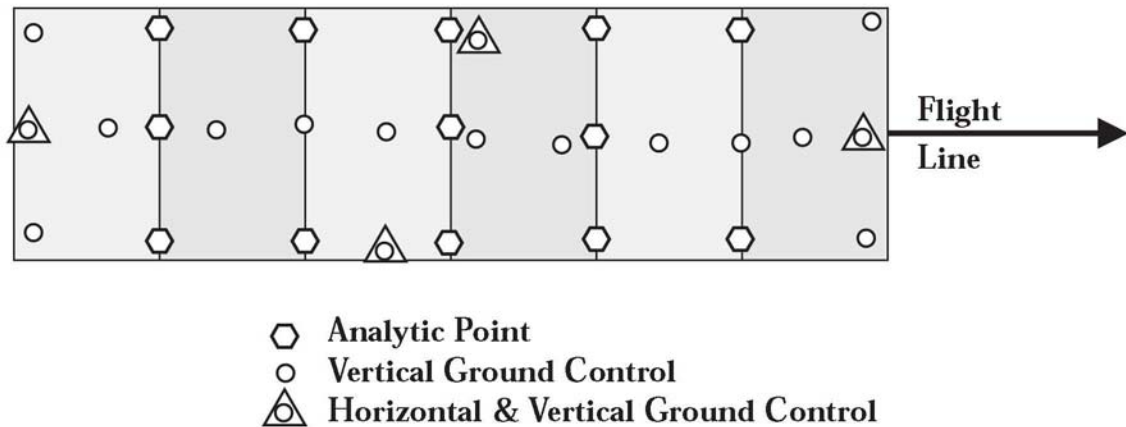 Flight
Line
Analytic Point
Vertical Ground Control
Horizontal & Vertical Ground Control